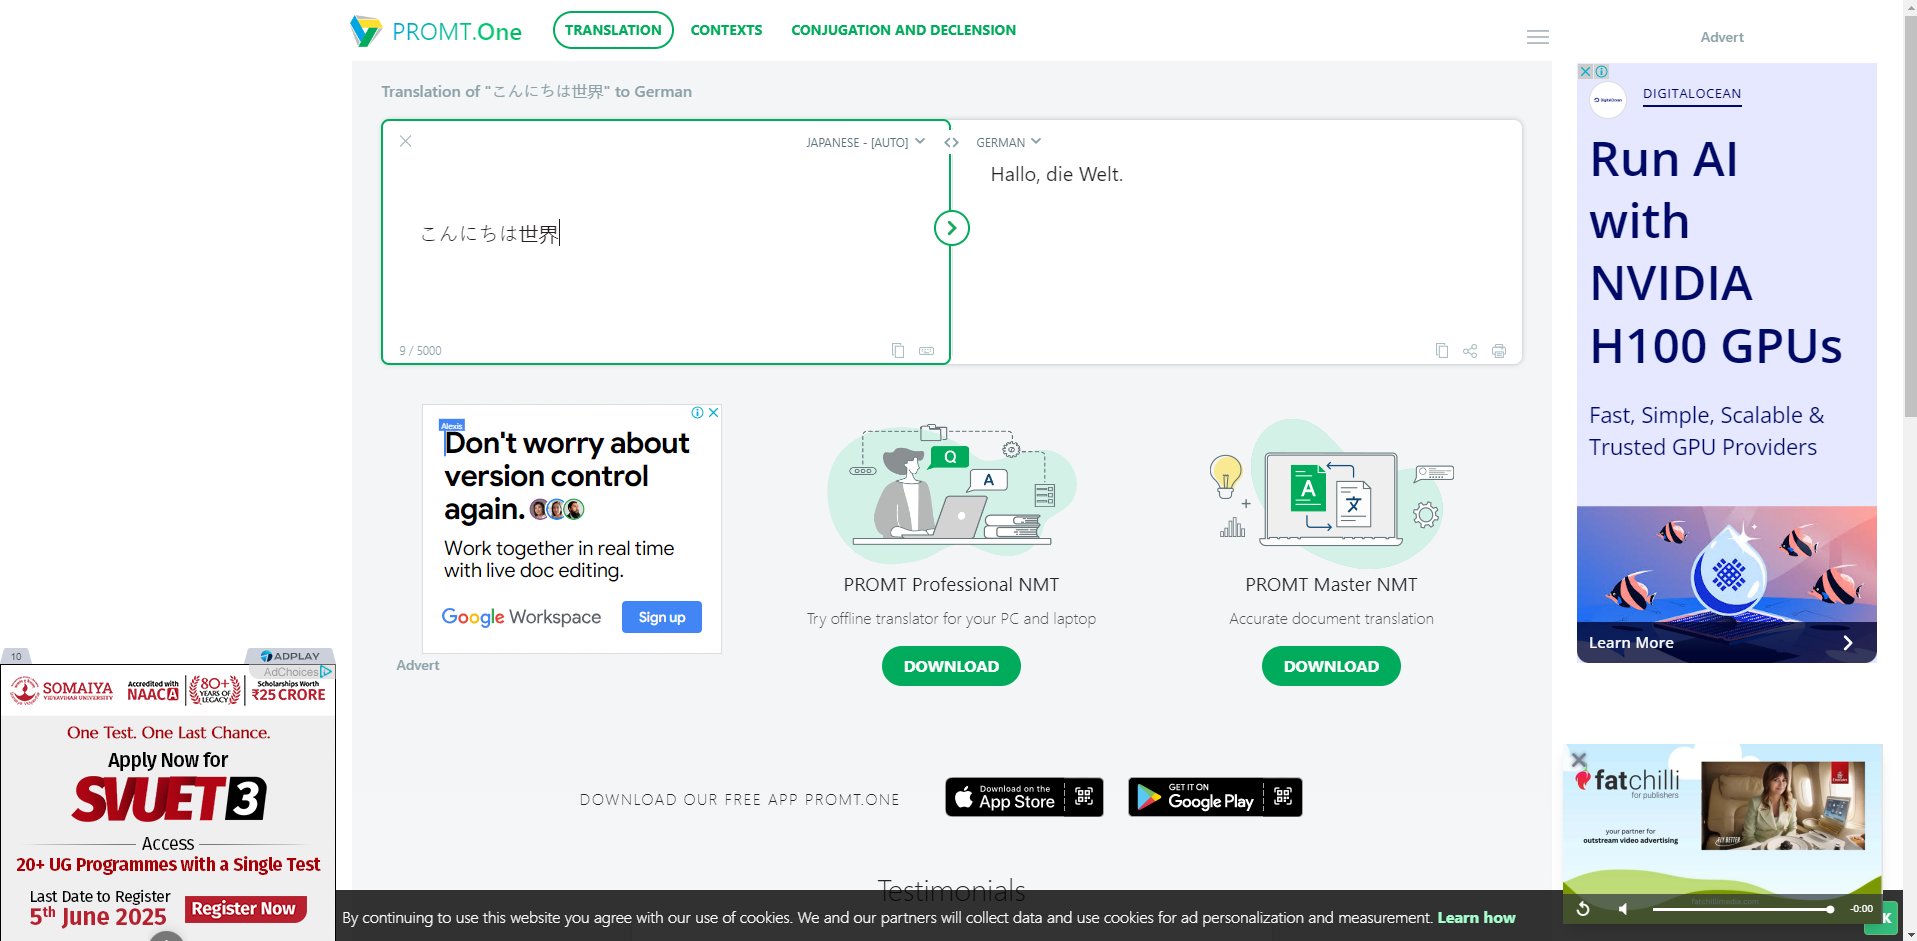 PROMT.One
TRANSLATION
CONTEXTS
CONJUGATION AND DECLENSION
Translation of "こんにちは世界" to German
JAPANESE - [AUTO]
GERMAN
こんにちは世界
Hallo, die Welt.
9 / 5000
Alexis
Don't worry about
version control
again.
Work together in real time
with live doc editing.
Google Workspace
Sign up
Advert
Q
A
PROMT Professional NMT
Try offline translator for your PC and laptop
DOWNLOAD
A
文
PROMT Master NMT
Accurate document translation
DOWNLOAD
DOWNLOAD OUR FREE APP PROMT.ONE
Download on the
App Store
GET IT ON
Google Play
Testimonials
By continuing to use this website you agree with our use of cookies. We and our partners will collect data and use cookies for ad personalization and measurement. Learn how
Advert
DigitalOcean
DIGITALOCEAN
Run AI
with
NVIDIA
H100 GPUs
Fast, Simple, Scalable &
Trusted GPU Providers
Learn More
fatchilli
for publishers
your partner for
outstream video advertising
Emirates
FLY BETTER
fatchillimedia.com
-0:00
K
10
ADPLAY
AdChoices
SOMAIYA
VIDYAVIHAR UNIVERSITY
Accredited with
NAAC A
80+
YEARS OF
LEGACY
Scholarships Worth
₹25 CRORE
One Test. One Last Chance.
Apply Now for
SVUET 3
Access
20+ UG Programmes with a Single Test
Last Date to Register
5th June 2025
Register Now